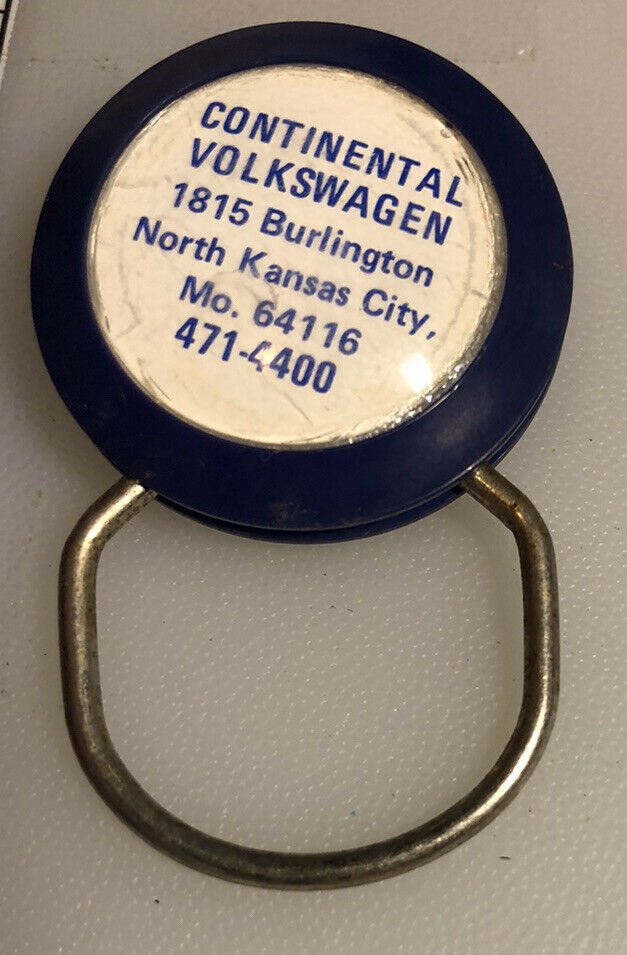 CONTINENTAL
VOLKSWAGEN
1815 Burlington
North Kansas City,
Mo. 64116
471-4400